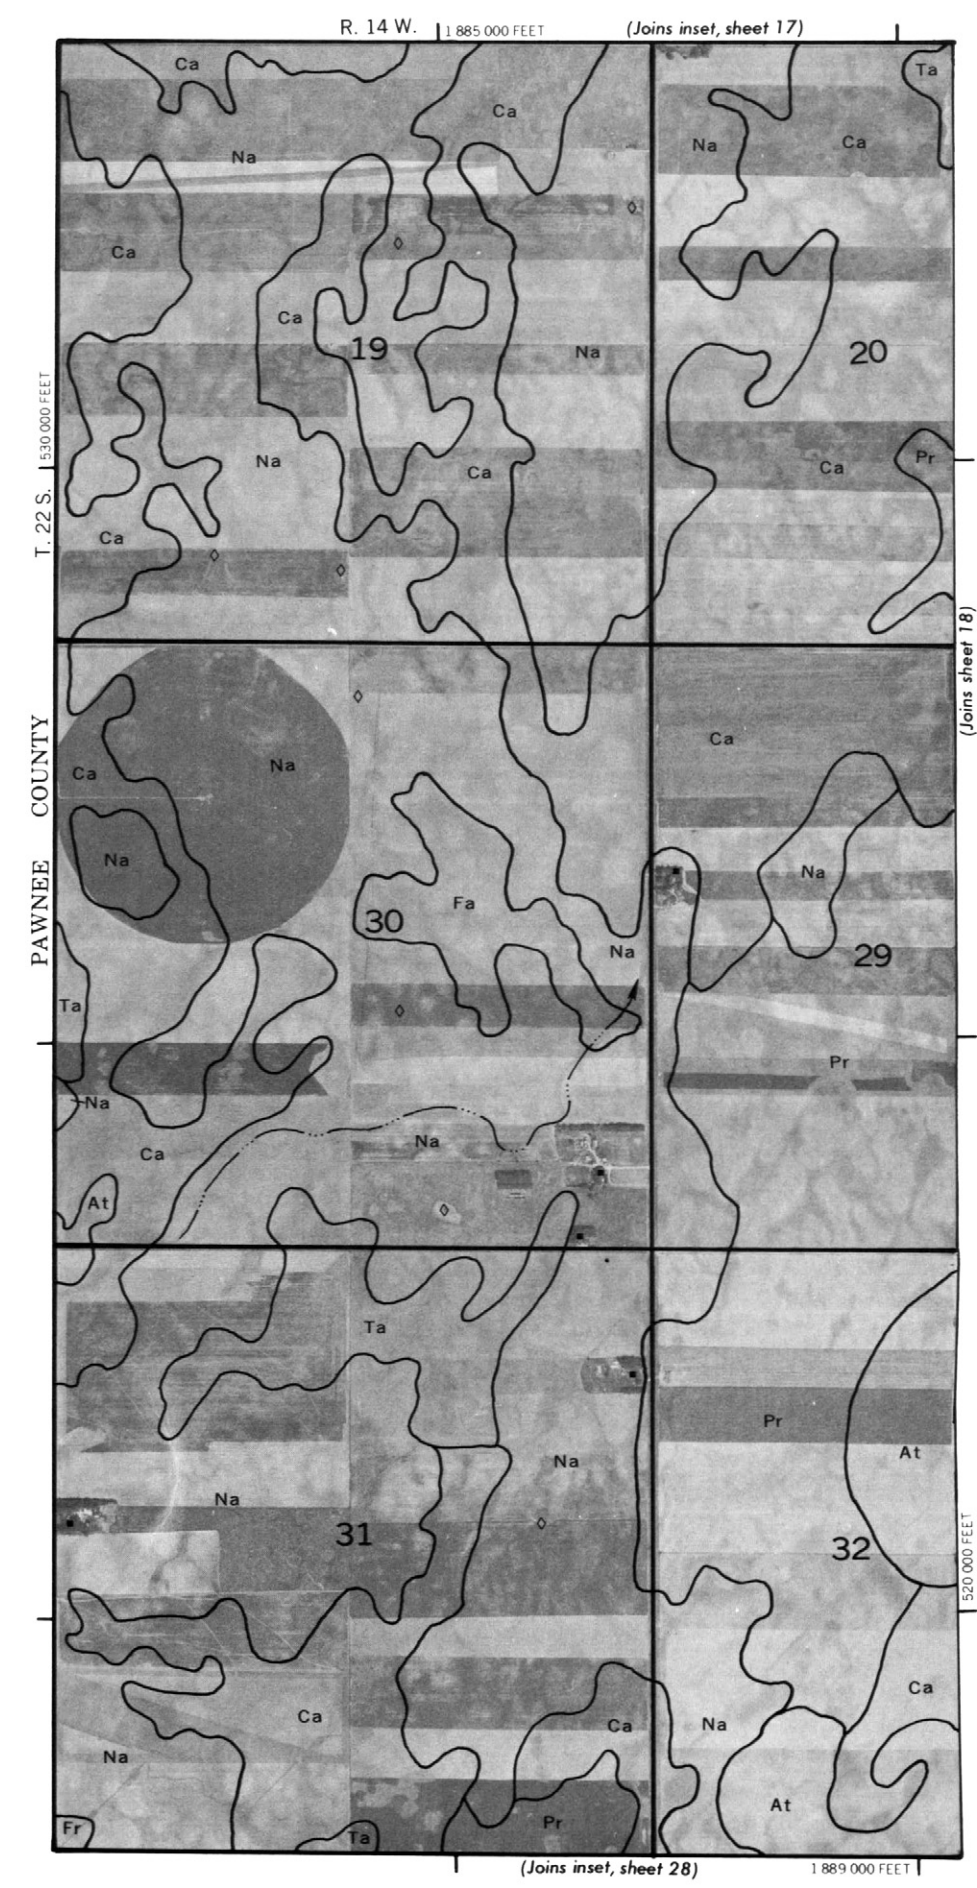 R. 14 W. 1 885 000 FEET (Joins inset, sheet 17)
Ca
Ta
Ca
Na Ca
Na
Ca
Ca
19 Na 20
T. 22 S. 530 000 FEET
Na Ca Ca Pr
Ca
(Joins sheet 18)
PAWNEE COUNTY
Ca
Na
Ca
Na
Na
Fa
30
Na
29
Ta
Pr
Na
Na
Ca
At
Ta
Pr
At
Na
Na
31
32
520 000 FEET
Ca
Ca
Ca Na
Na
At
Pr
Fr
Ta
(Joins inset, sheet 28) 1 889 000 FEET